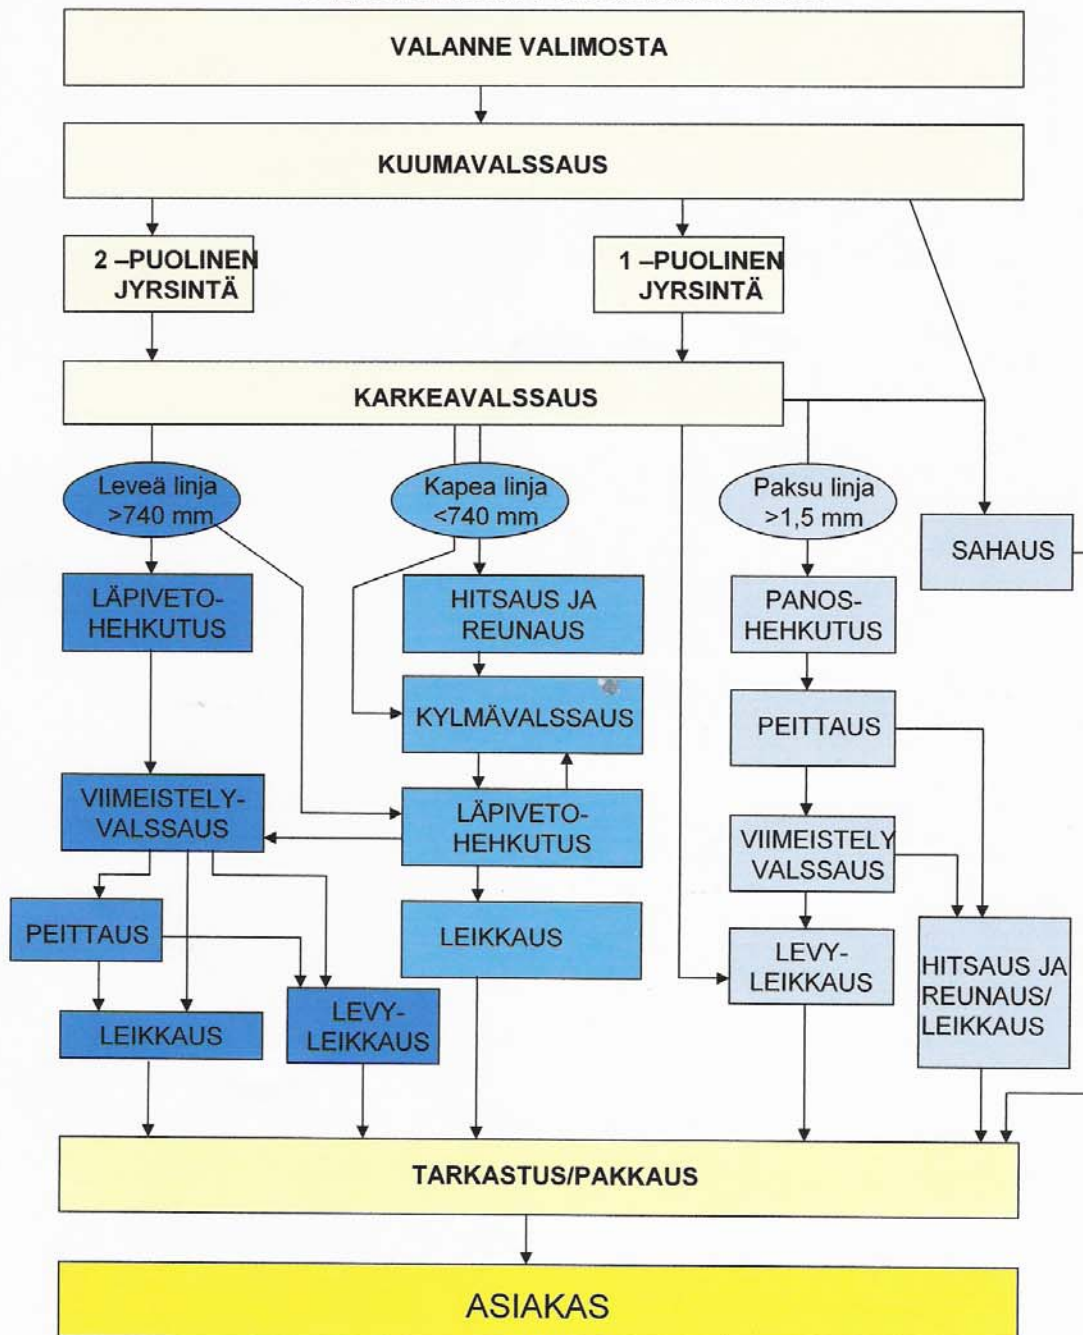 VALANNE VALIMOSTA
KUUMAVALSSAUS
2 –PUOLINEN
JYRSINTÄ
1 –PUOLINEN
JYRSINTÄ
KARKEAVALSSAUS
Leveä linja
>740 mm
Kapea linja
<740 mm
Paksu linja
>1,5 mm
SAHAUS
LÄPIVETO-
HEHKUTUS
HITSAUS JA
REUNAUS
PANOS-
HEHKUTUS
KYLMÄVALSSAUS
PEITTAUS
VIIMEISTELY-
VALSSAUS
LÄPIVETO-
HEHKUTUS
VIIMEISTELY
VALSSAUS
PEITTAUS
LEIKKAUS
LEVY-
LEIKKAUS
HITSAUS JA
REUNAUS/
LEIKKAUS
LEIKKAUS
LEVY-
LEIKKAUS
TARKASTUS/PAKKAUS
ASIAKAS